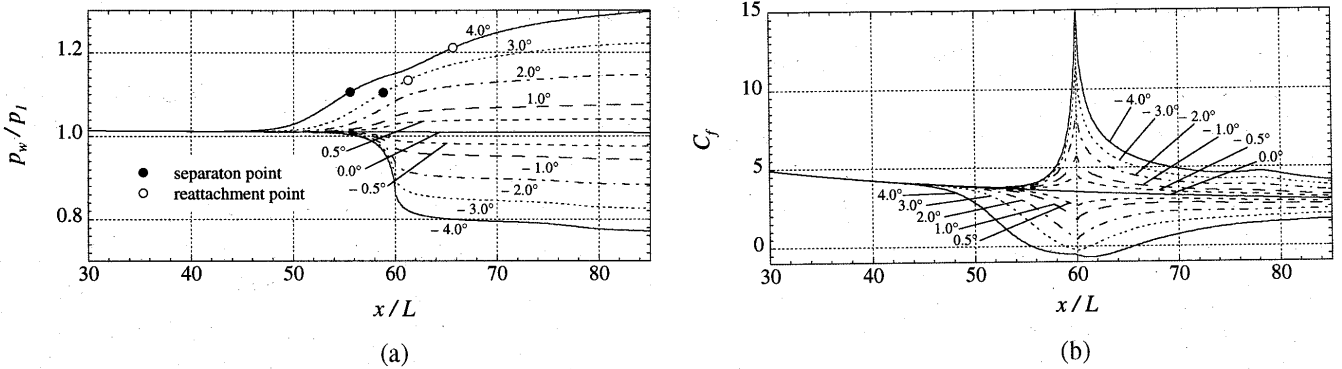 1.2
1.0
0.8
p_w / p_1
4.0°
3.0°
2.0°
1.0°
0.5°
0.0°
− 0.5°
− 1.0°
− 2.0°
− 3.0°
− 4.0°
separaton point
reattachment point
30 40 50 60 70 80
x / L
(a)
15
10
5
0
C_f
− 4.0°
− 3.0°
− 2.0°
− 1.0°
− 0.5°
0.0°
4.0°
3.0°
2.0°
1.0°
0.5°
30 40 50 60 70 80
x / L
(b)